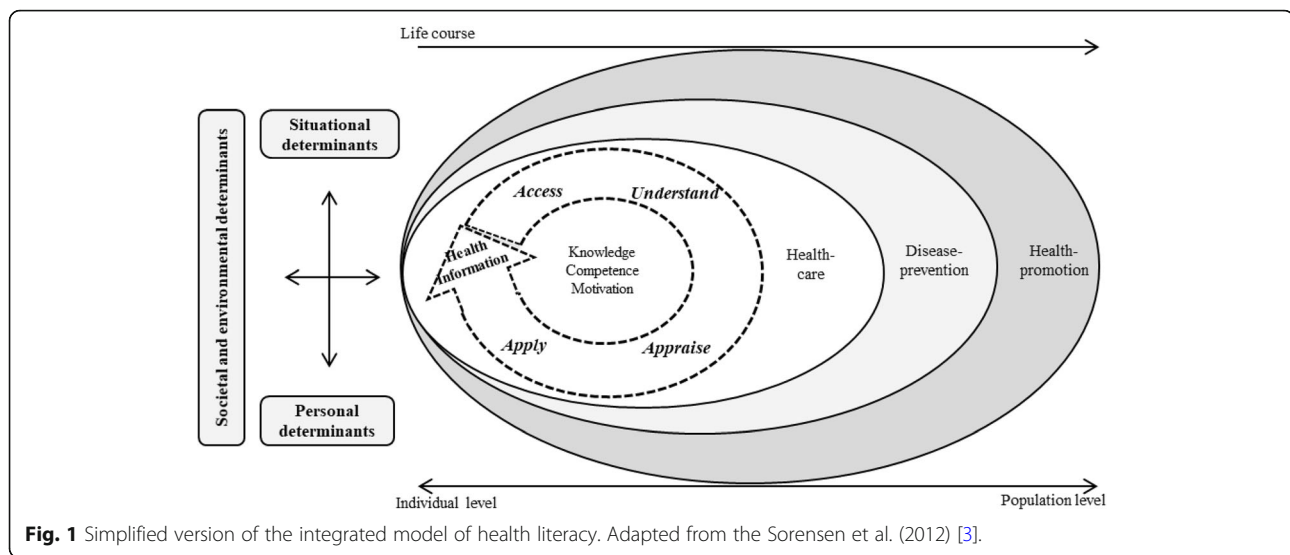 Life course
Societal and environmental determinants
Situational
determinants
Personal
determinants
Access
Understand
Health
Information
Knowledge
Competence
Motivation
Apply
Appraise
Health-
care
Disease-
prevention
Health-
promotion
Individual level
Population level
Fig. 1 Simplified version of the integrated model of health literacy. Adapted from the Sorensen et al. (2012) [3].